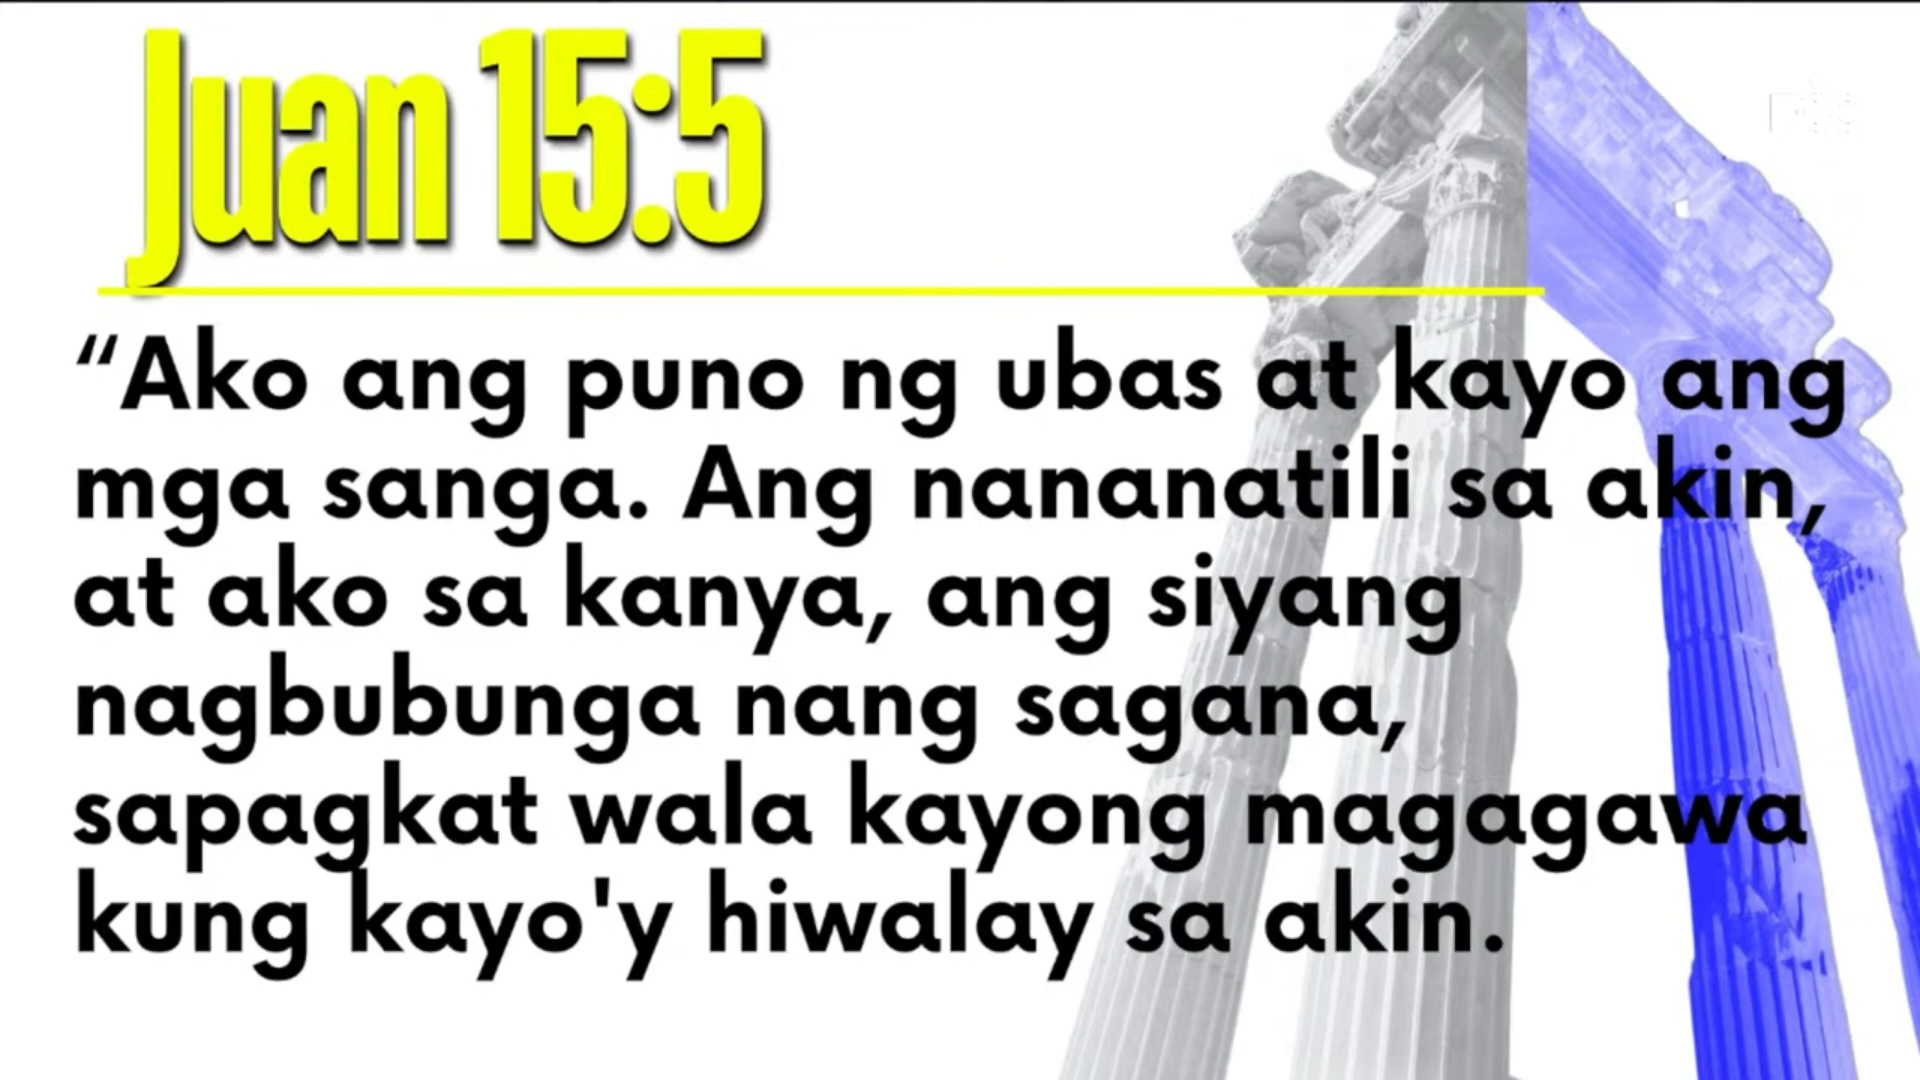 Juan 15:5
“Ako ang puno ng ubas at kayo ang
mga sanga. Ang nananatili sa akin,
at ako sa kanya, ang siyang
nagbubunga nang sagana,
sapagkat wala kayong magagawa
kung kayo'y hiwalay sa akin.